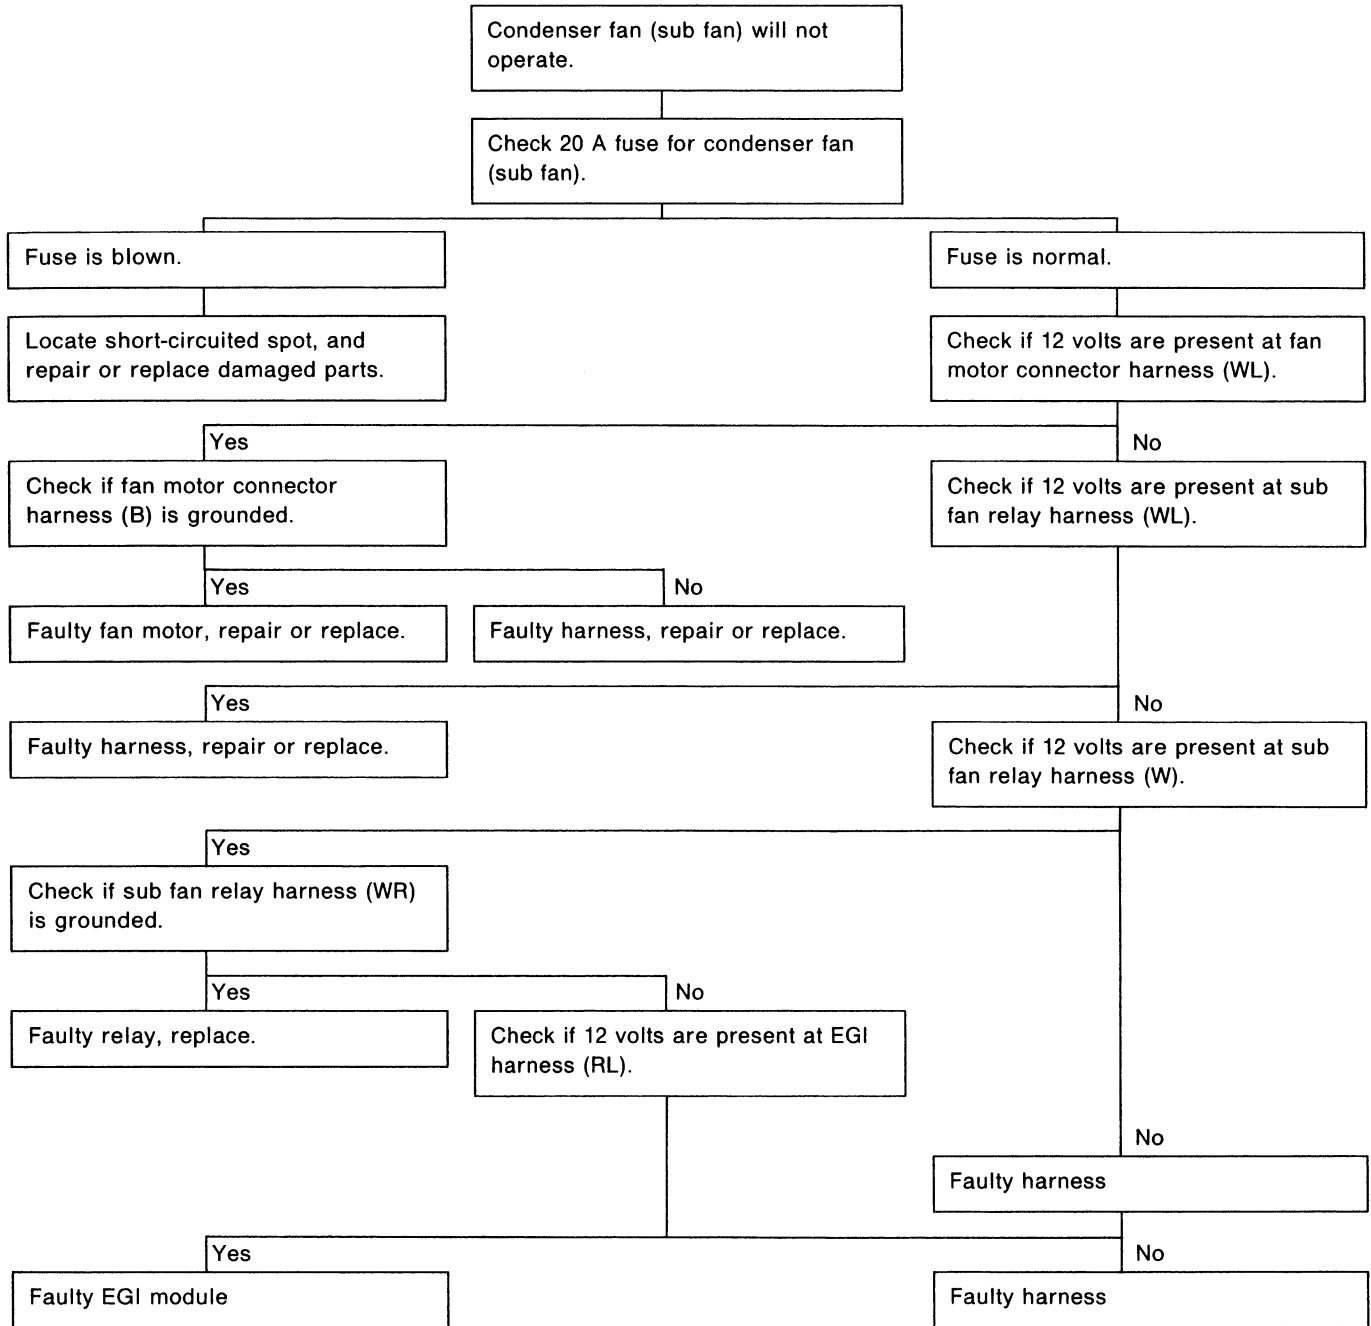 Condenser fan (sub fan) will not
operate.
Check 20 A fuse for condenser fan
(sub fan).
Fuse is blown.
Fuse is normal.
Locate short-circuited spot, and
repair or replace damaged parts.
Check if 12 volts are present at fan
motor connector harness (WL).
Yes
No
Check if fan motor connector
harness (B) is grounded.
Check if 12 volts are present at sub
fan relay harness (WL).
Yes
No
Faulty fan motor, repair or replace.
Faulty harness, repair or replace.
Yes
No
Faulty harness, repair or replace.
Check if 12 volts are present at sub
fan relay harness (W).
Yes
Check if sub fan relay harness (WR)
is grounded.
Yes
No
Faulty relay, replace.
Check if 12 volts are present at EGI
harness (RL).
No
Faulty harness
Yes
No
Faulty EGI module
Faulty harness